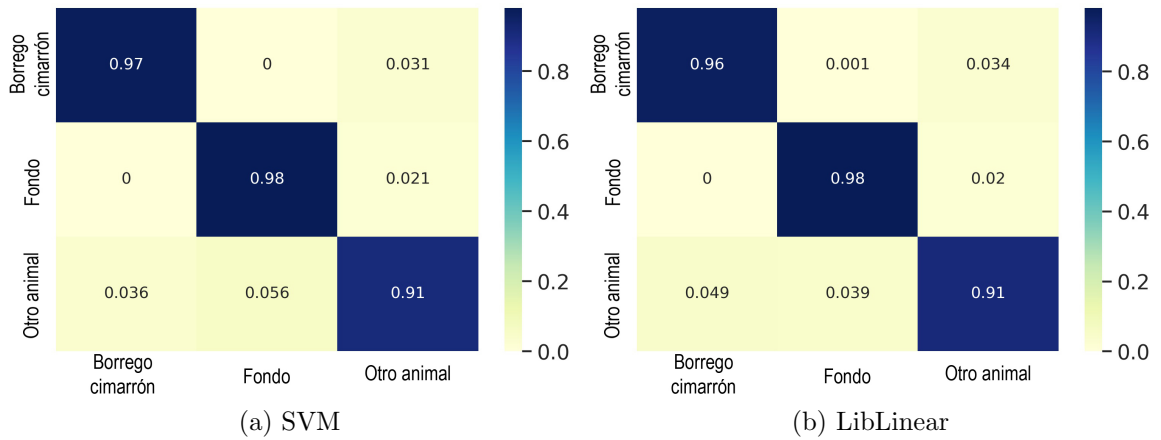 Borrego
cimarrón
0.97
0
0.031
Fondo
0
0.98
0.021
Otro animal
0.036
0.056
0.91
Borrego
cimarrón
Fondo
Otro animal
0.8
0.6
0.4
0.2
0.0
(a) SVM
Borrego
cimarrón
0.96
0.001
0.034
Fondo
0
0.98
0.02
Otro animal
0.049
0.039
0.91
Borrego
cimarrón
Fondo
Otro animal
0.8
0.6
0.4
0.2
0.0
(b) LibLinear